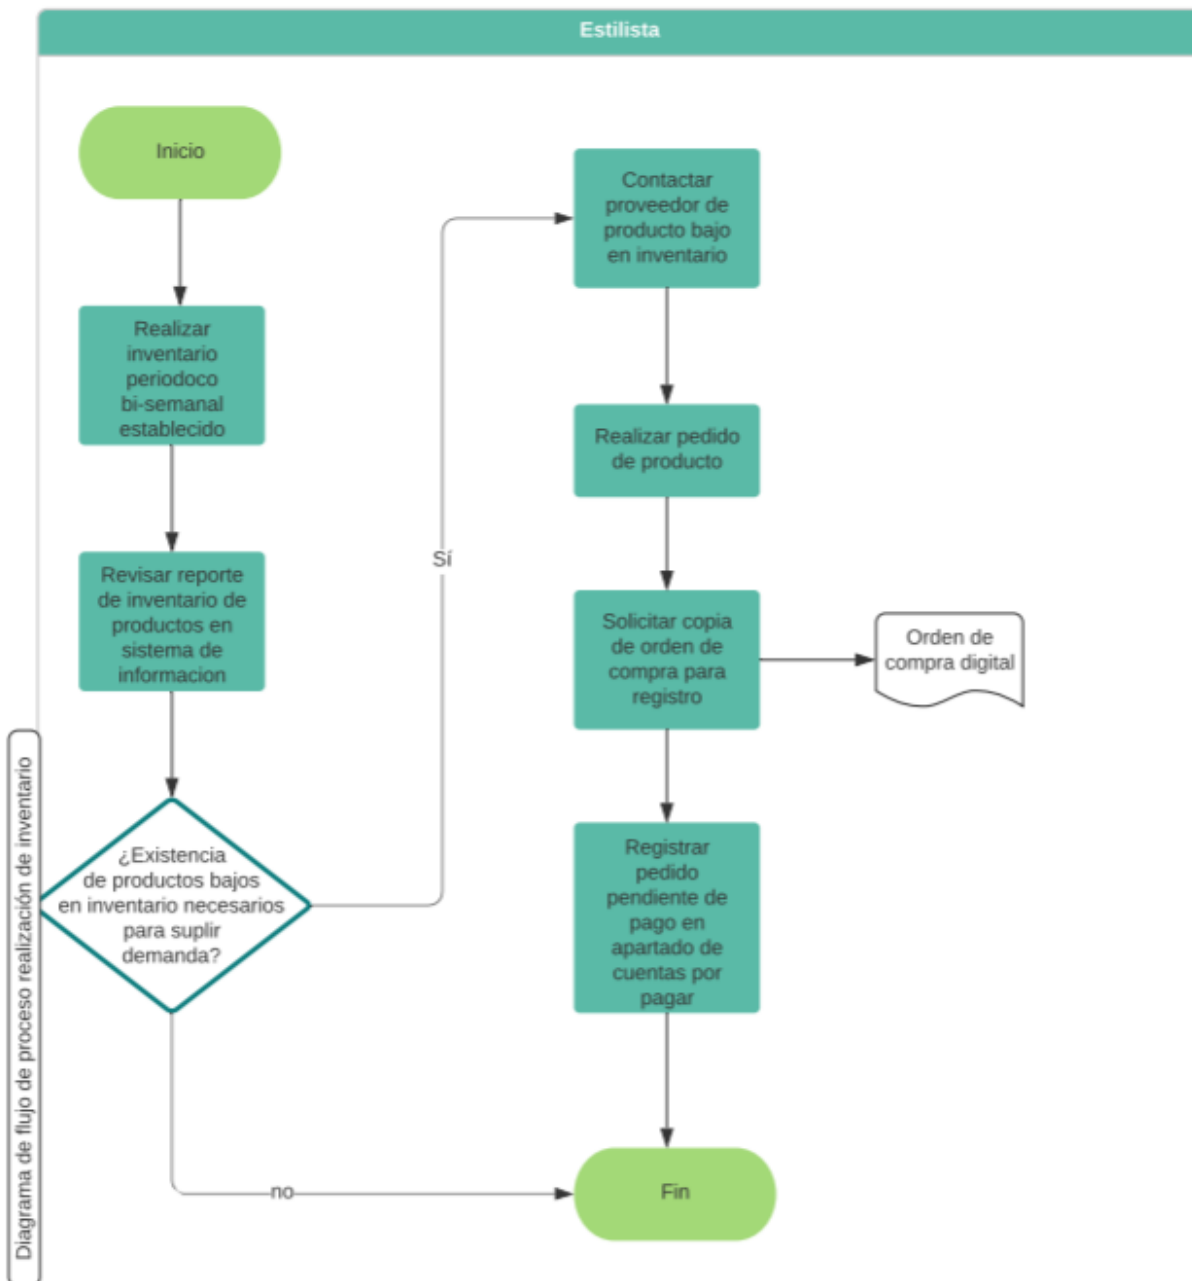 Estilista
Inicio
Realizar
inventario
periodoco
bi-semanal
establecido
Revisar reporte
de inventario de
productos en
sistema de
informacion
¿Existencia
de productos bajos
en inventario necesarios
para suplir
demanda?
Sí
no
Contactar
proveedor de
producto bajo
en inventario
Realizar pedido
de producto
Solicitar copia
de orden de
compra para
registro
Orden de
compra digital
Registrar
pedido
pendiente de
pago en
apartado de
cuentas por
pagar
Fin
Diagrama de flujo de proceso realización de inventario